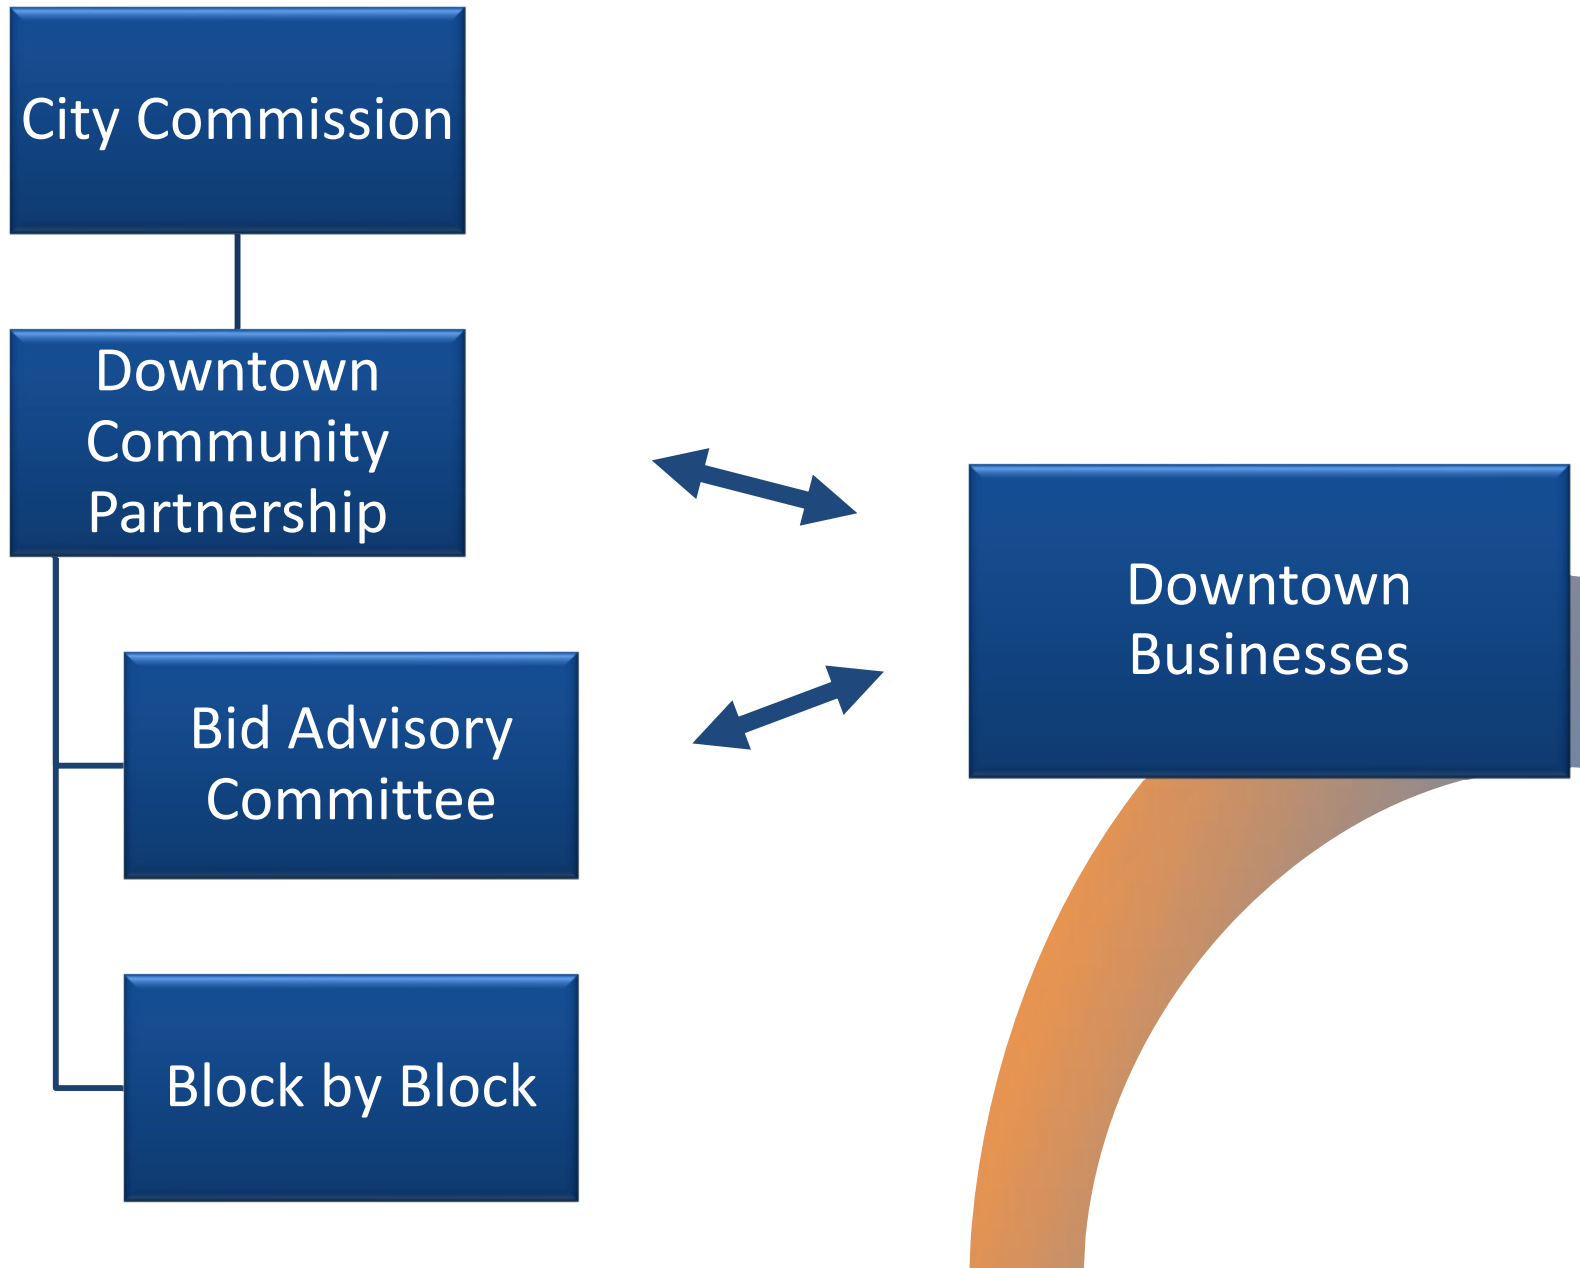 City Commission
Downtown
Community
Partnership
Downtown
Businesses
Bid Advisory
Committee
Block by Block